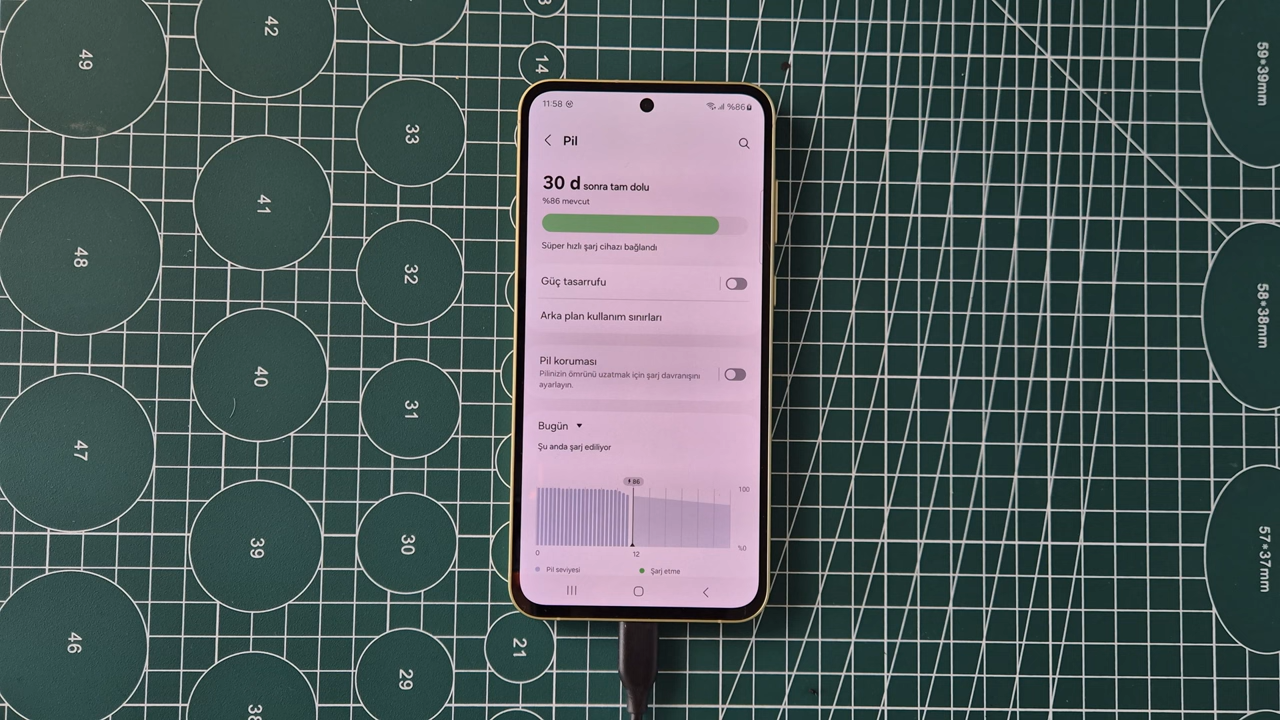 11:58
%86
Pil
30 d sonra tam dolu
%86 mevcut
Süper hızlı şarj cihazı bağlandı
Güç tasarrufu
Arka plan kullanım sınırları
Pil koruması
Pilinizin ömrünü uzatmak için şarj davranışını
ayarlayın.
Bugün
Şu anda şarj ediliyor
86
100
%0
0 12
Pil seviyesi Şarj etme
49
48
47
46
42
41
40
39
38
33
32
31
30
29
14
21
59*39mm
58*38mm
57*37mm